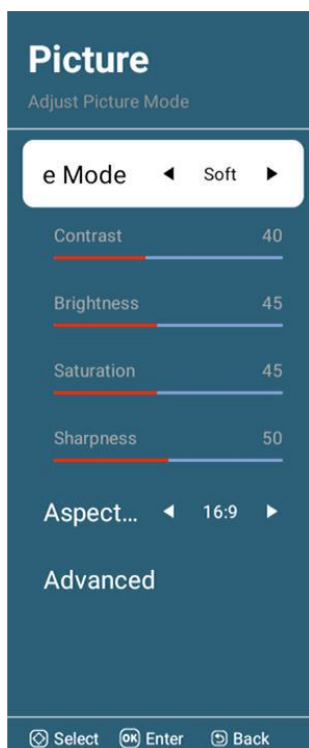 Picture
Adjust Picture Mode
e Mode Soft
Contrast 40
Brightness 45
Saturation 45
Sharpness 50
Aspect... 16:9
Advanced
Select OK Enter Back